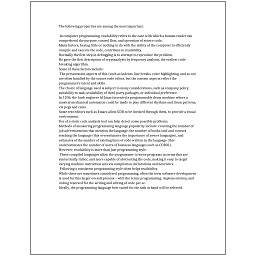 The following properties are among the most important:
In computer programming, readability refers to the ease with which a human reader can
comprehend the purpose, control flow, and operation of source code.
Many factors, having little or nothing to do with the ability of the computer to efficiently
compile and execute the code, contribute to readability.
Normally the first step in debugging is to attempt to reproduce the problem.
He gave the first description of cryptanalysis by frequency analysis, the earliest code-
breaking algorithm.
Some of these factors include:
The presentation aspects of this (such as indents, line breaks, color highlighting, and so on)
are often handled by the source code editor, but the content aspects reflect the
programmer's talent and skills.
The choice of language used is subject to many considerations, such as company policy,
suitability to task, availability of third-party packages, or individual preference.
In 1206, the Arab engineer Al-Jazari invented a programmable drum machine where a
musical mechanical automaton could be made to play different rhythms and drum patterns,
via pegs and cams.
Some text editors such as Emacs allow GDB to be invoked through them, to provide a visual
environment.
Use of a static code analysis tool can help detect some possible problems.
Methods of measuring programming language popularity include: counting the number of
job advertisements that mention the language, the number of books sold and courses
teaching the language (this overestimates the importance of newer languages), and
estimates of the number of existing lines of code written in the language (this
underestimates the number of users of business languages such as COBOL).
However, readability is more than just programming style.
These compiled languages allow the programmer to write programs in terms that are
syntactically richer, and more capable of abstracting the code, making it easy to target
varying machine instruction sets via compilation declarations and heuristics.
Following a consistent programming style often helps readability.
While these are sometimes considered programming, often the term software development
is used for this larger overall process – with the terms programming, implementation, and
coding reserved for the writing and editing of code per se.
Ideally, the programming language best suited for the task at hand will be selected.